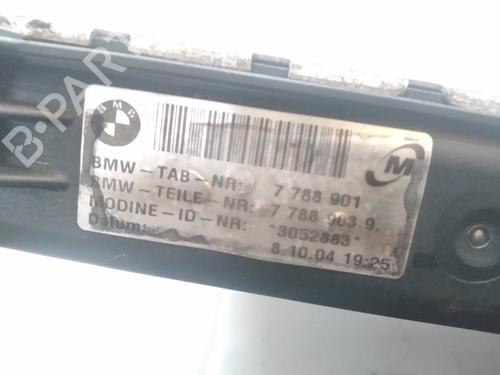 B-PARTS
BMW
BMW-TAB-NR: 7 788 901
BMW-TEILE-NR: 7 788 903.9
MODINE-ID-NR: *3052883*
Datum: 8.10.04 19:25
M